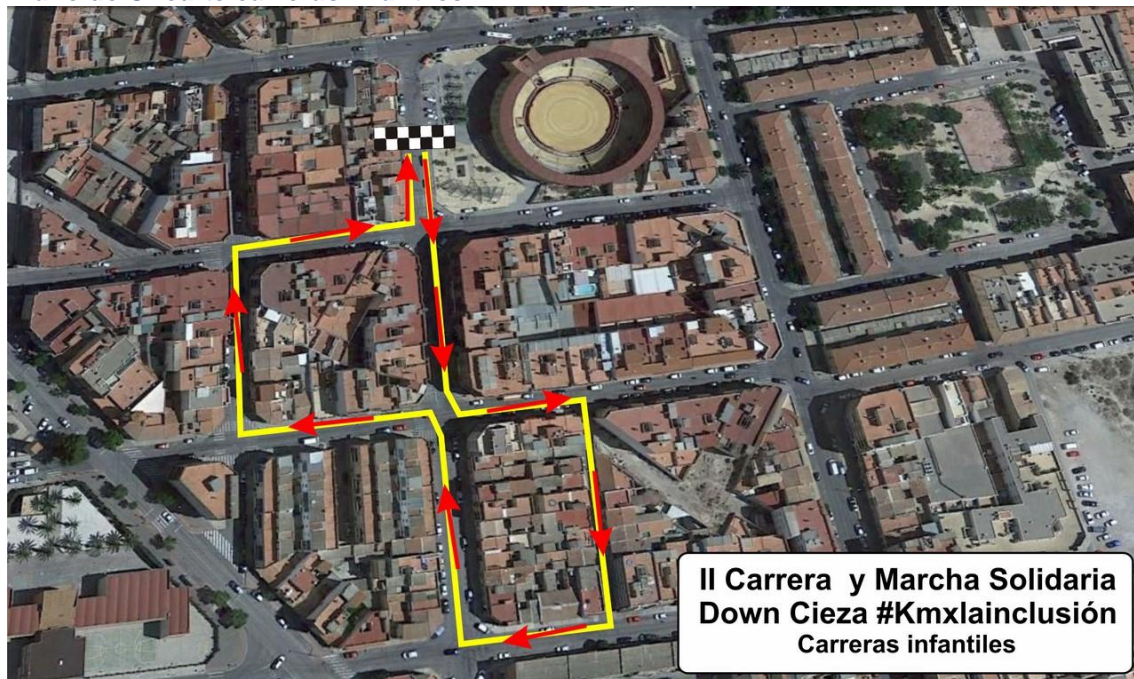 II Carrera y Marcha Solidaria
Down Cieza #Kmxlainclusión
Carreras infantiles